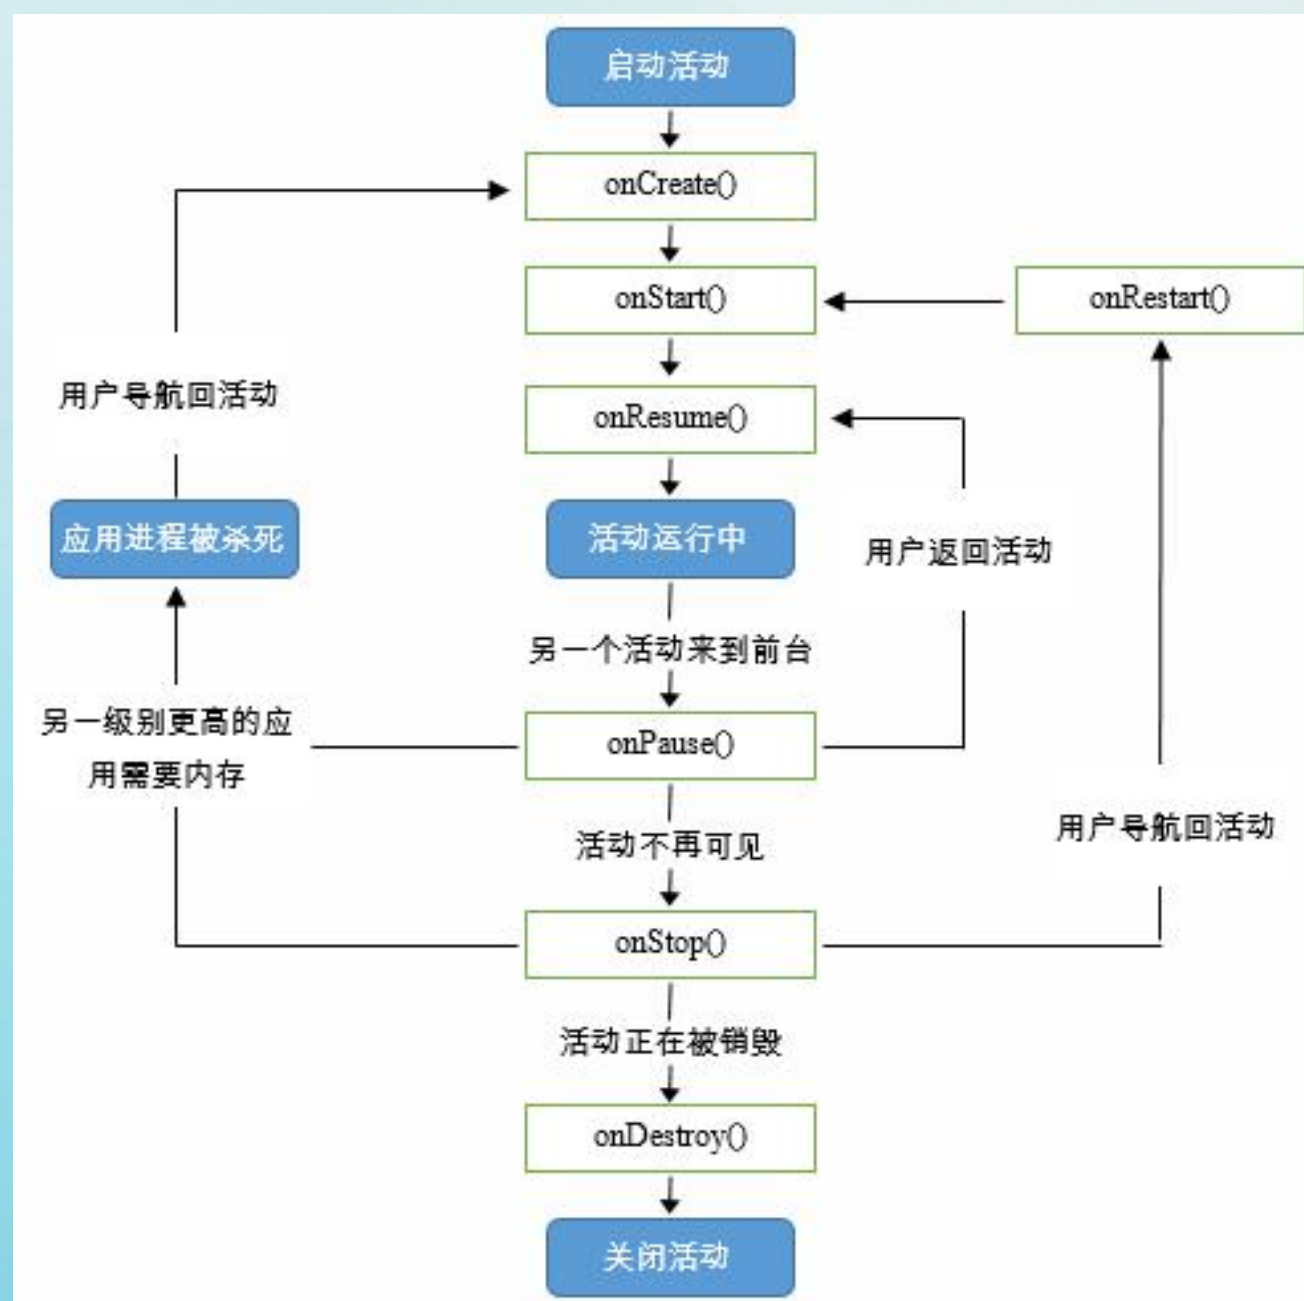 启动活动
onCreate()
onStart()
onRestart()
用户导航回活动
onResume()
应用进程被杀死
活动运行中
用户返回活动
另一个活动来到前台
另一级别更高的应
用需要内存
onPause()
用户导航回活动
活动不再可见
onStop()
活动正在被销毁
onDestroy()
关闭活动